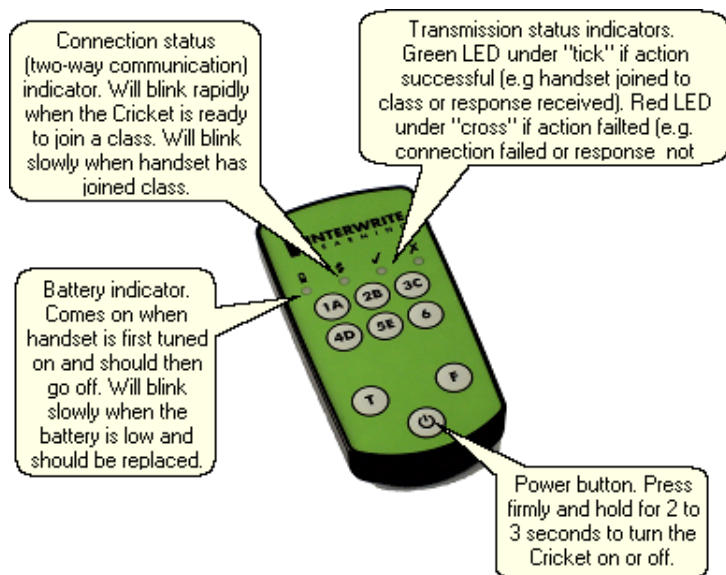 Connection status
(two-way communication)
indicator. Will blink rapidly
when the Cricket is ready
to join a class. Will blink
slowly when handset has
joined class.
Transmission status indicators.
Green LED under "tick" if action
successful (e.g handset joined to
class or response received). Red LED
under "cross" if action failted (e.g.
connection failed or response not
Battery indicator.
Comes on when
handset is first tuned
on and should then
go off. Will blink
slowly when the
battery is low and
should be replaced.
INTERWRITE
LEARNING
1A 2B 3C
4D 5E 6
T F
Power button. Press
firmly and hold for 2 to
3 seconds to turn the
Cricket on or off.